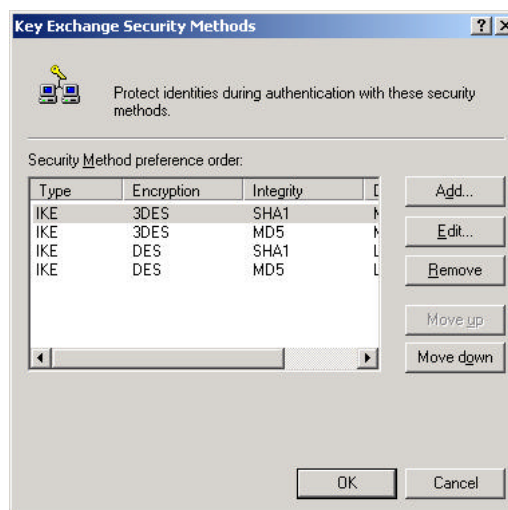 Key Exchange Security Methods
Protect identities during authentication with these security
methods.
Security Method preference order:
Type Encryption Integrity D
IKE 3DES SHA1 M
IKE 3DES MD5 M
IKE DES SHA1 L
IKE DES MD5 L
Add...
Edit...
Remove
Move up
Move down
OK Cancel